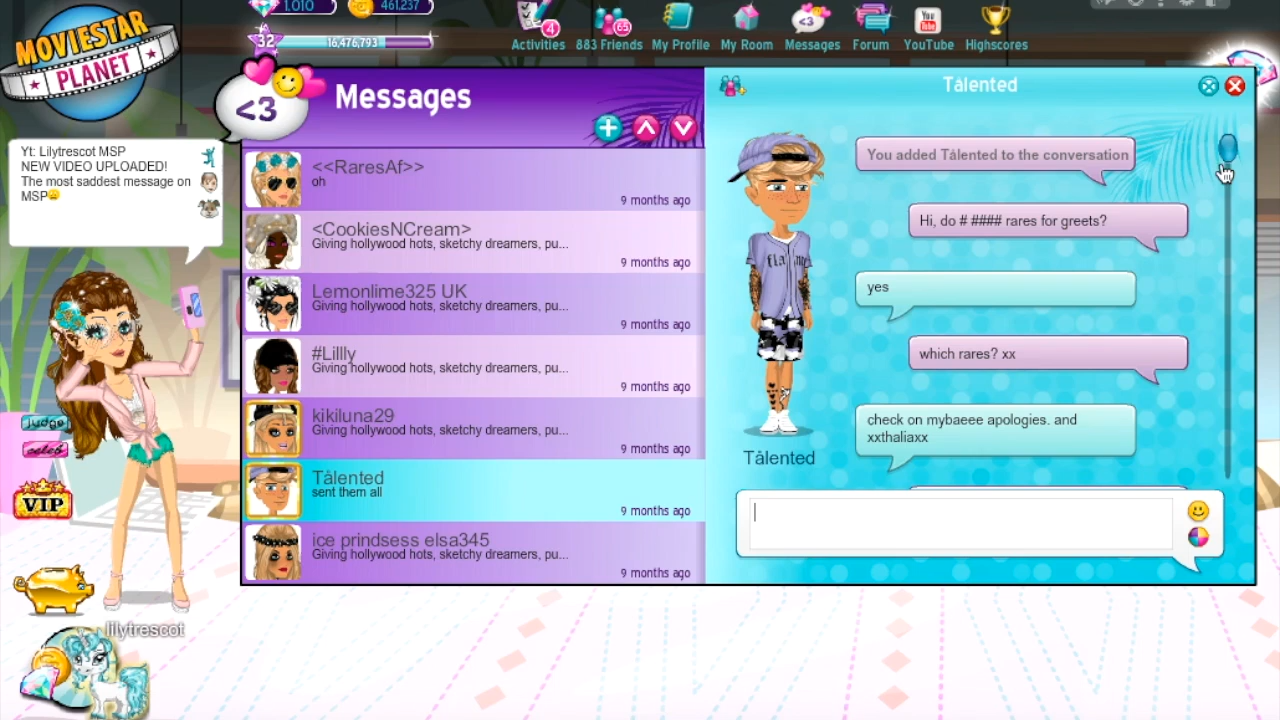 1,010
461,237
32
16,476,793
4
65
Activities
883 Friends
My Profile
My Room
<3
Messages
Forum
You
Tube
YouTube
Highscores
MOVIESTAR
PLANET
<3
Messages
Tålented
Yt: Lilytrescot MSP
NEW VIDEO UPLOADED!
The most saddest message on
MSP
<<RaresAf>>
oh
9 months ago
<CookiesNCream>
Giving hollywood hots, sketchy dreamers, pu...
9 months ago
Lemonlime325 UK
Giving hollywood hots, sketchy dreamers, pu...
9 months ago
#Lillly
Giving hollywood hots, sketchy dreamers, pu...
9 months ago
kikiluna29
Giving hollywood hots, sketchy dreamers, pu...
9 months ago
Tålented
sent them all
9 months ago
ice prindsess elsa345
Giving hollywood hots, sketchy dreamers, pu...
9 months ago
You added Tålented to the conversation
Hi, do # #### rares for greets?
yes
which rares? xx
check on mybaeee apologies. and
xxthaliaxx
Tålented
judge
celeb
VIP
lilytrescot